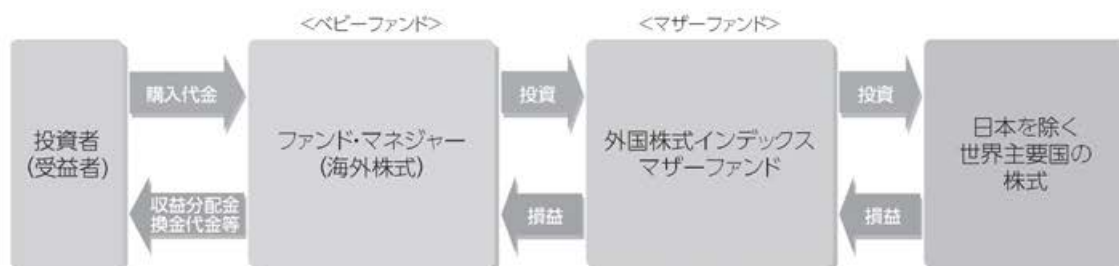 <ベビーファンド>
<マザーファンド>
投資者
(受益者)
購入代金
収益分配金
換金代金等
ファンド・マネジャー
(海外株式)
投資
損益
外国株式インデックス
マザーファンド
投資
損益
日本を除く
世界主要国の
株式